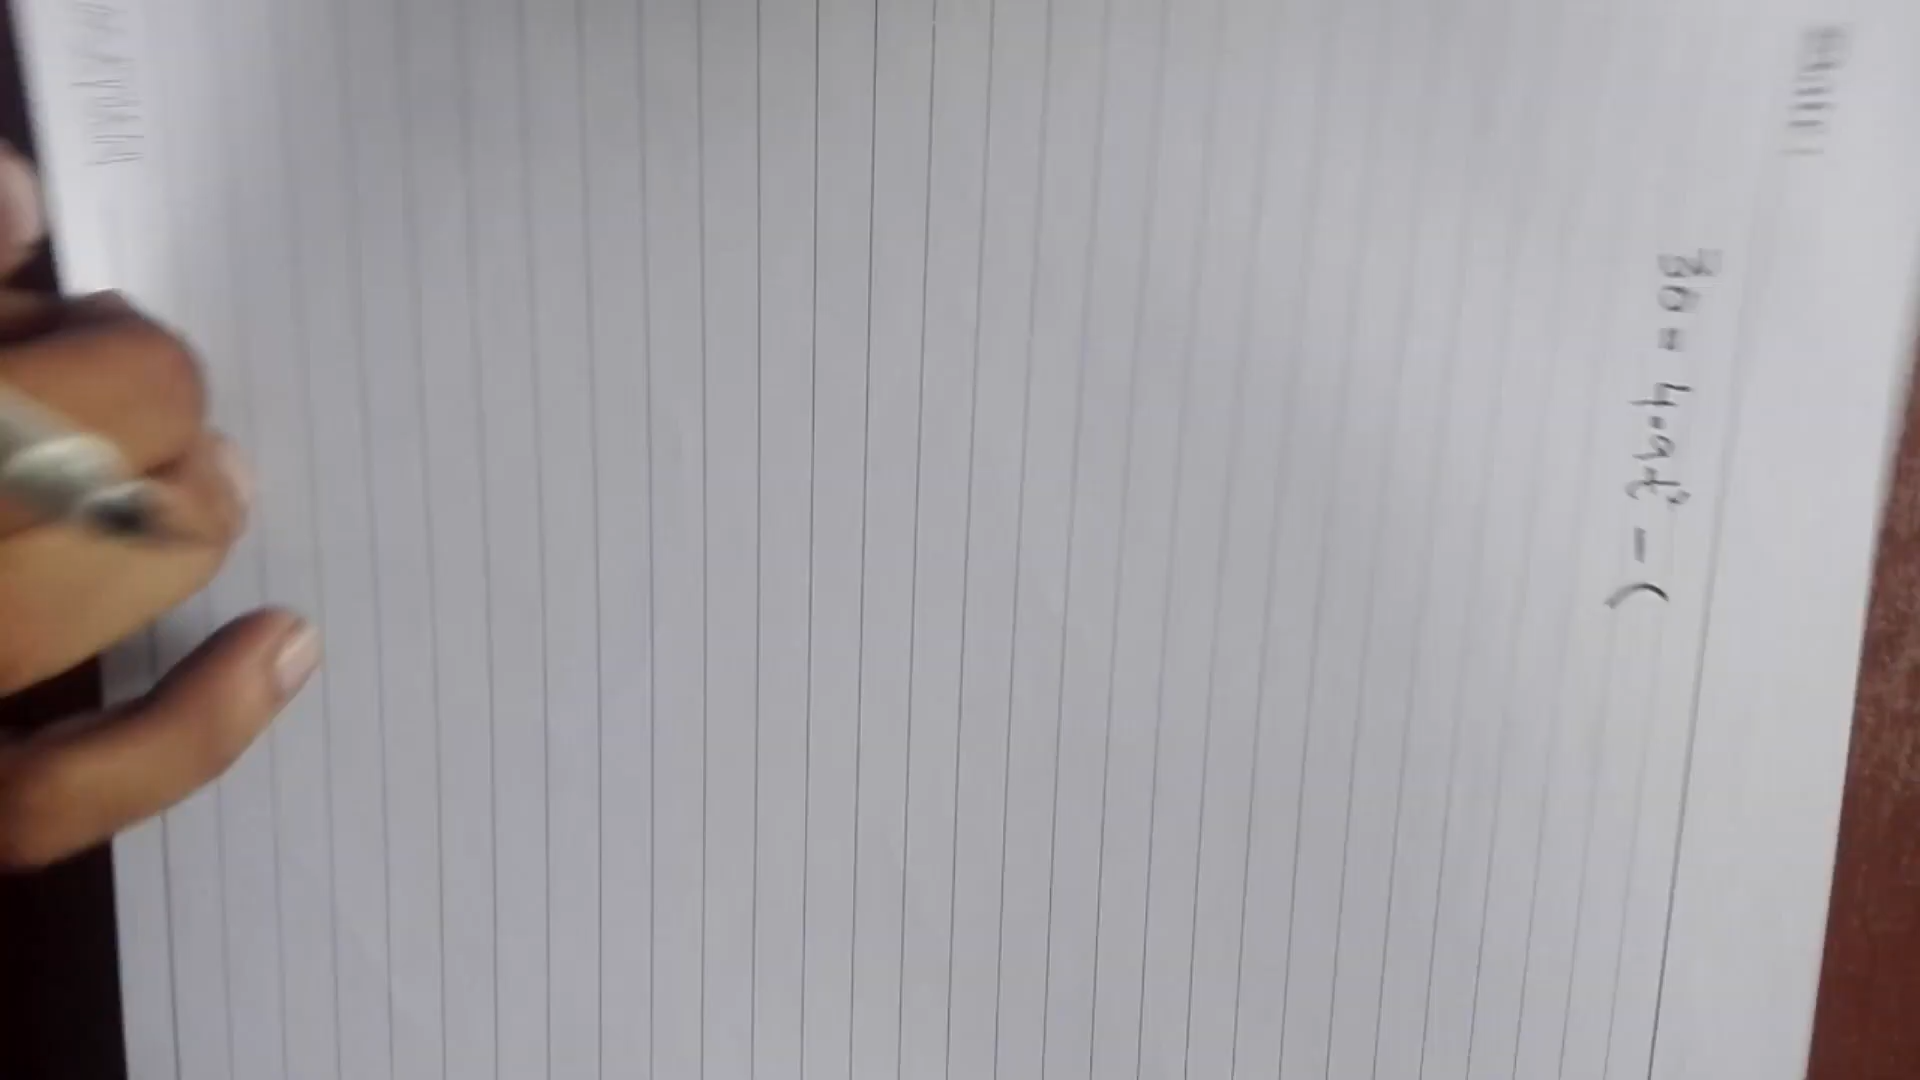 30 = 4.9t² - (